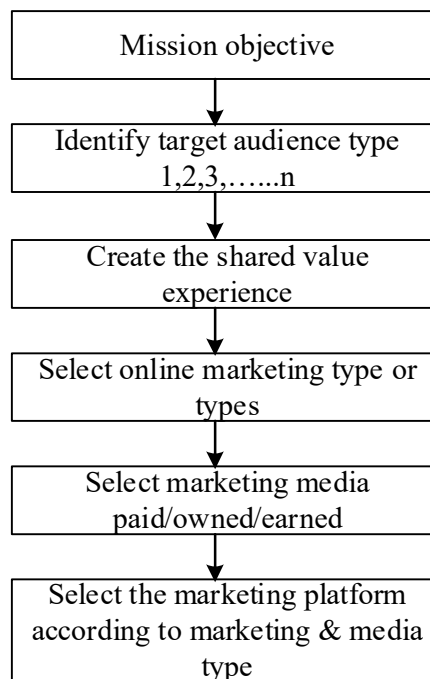 Mission objective
Identify target audience type
1,2,3,…...n
Create the shared value
experience
Select online marketing type or
types
Select marketing media
paid/owned/earned
Select the marketing platform
according to marketing & media
type